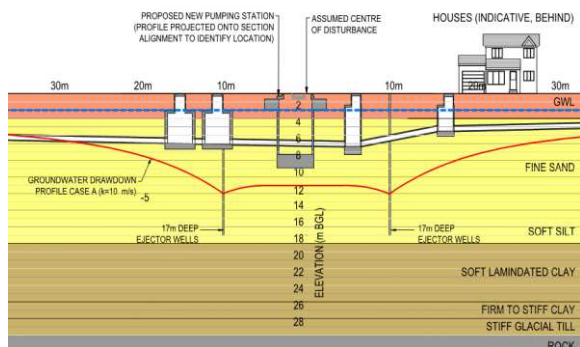 PROPOSED NEW PUMPING STATION
(PROFILE PROJECTED ONTO SECTION
ALIGNMENT TO IDENTIFY LOCATION)
ASSUMED CENTRE
OF DISTURBANCE
HOUSES (INDICATIVE, BEHIND)
30m
20m
10m
10m
20m
30m
GWL
2
4
6
8
10
12
14
16
18
20
22
24
26
28
ELEVATION (m BGL)
FINE SAND
GROUNDWATER DRAWDOWN
PROFILE CASE A (k=10 m/s)
-5
17m DEEP
EJECTOR WELLS
17m DEEP
EJECTOR WELLS
SOFT SILT
SOFT LAMINDATED CLAY
FIRM TO STIFF CLAY
STIFF GLACIAL TILL
ROCK